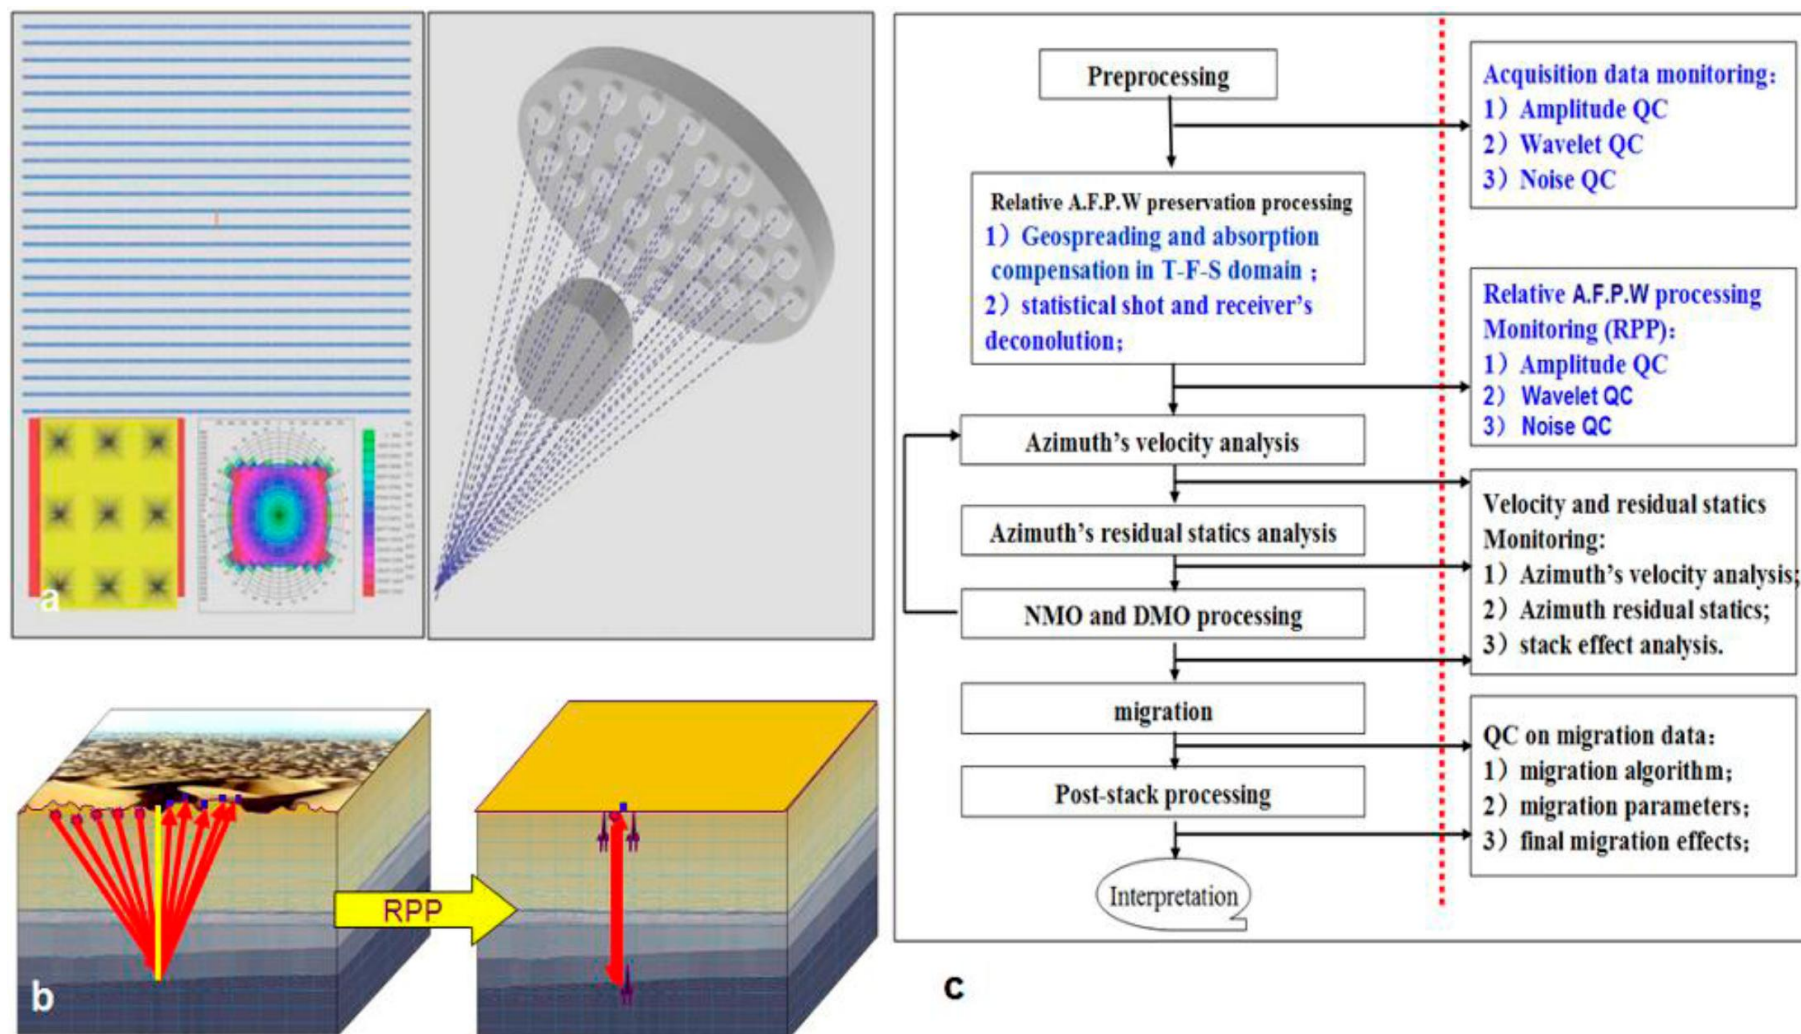 a
b
RPP
c
Preprocessing
Relative A.F.P.W preservation processing
1）Geospreading and absorption
compensation in T-F-S domain；
2）statistical shot and receiver's
deconolution；
Azimuth's velocity analysis
Azimuth's residual statics analysis
NMO and DMO processing
migration
Post-stack processing
Interpretation
Acquisition data monitoring：
1）Amplitude QC
2）Wavelet QC
3）Noise QC
Relative A.F.P.W processing
Monitoring (RPP)：
1）Amplitude QC
2）Wavelet QC
3）Noise QC
Velocity and residual statics
Monitoring:
1）Azimuth's velocity analysis;
2）Azimuth residual statics;
3）stack effect analysis.
QC on migration data：
1）migration algorithm;
2）migration parameters;
3）final migration effects;